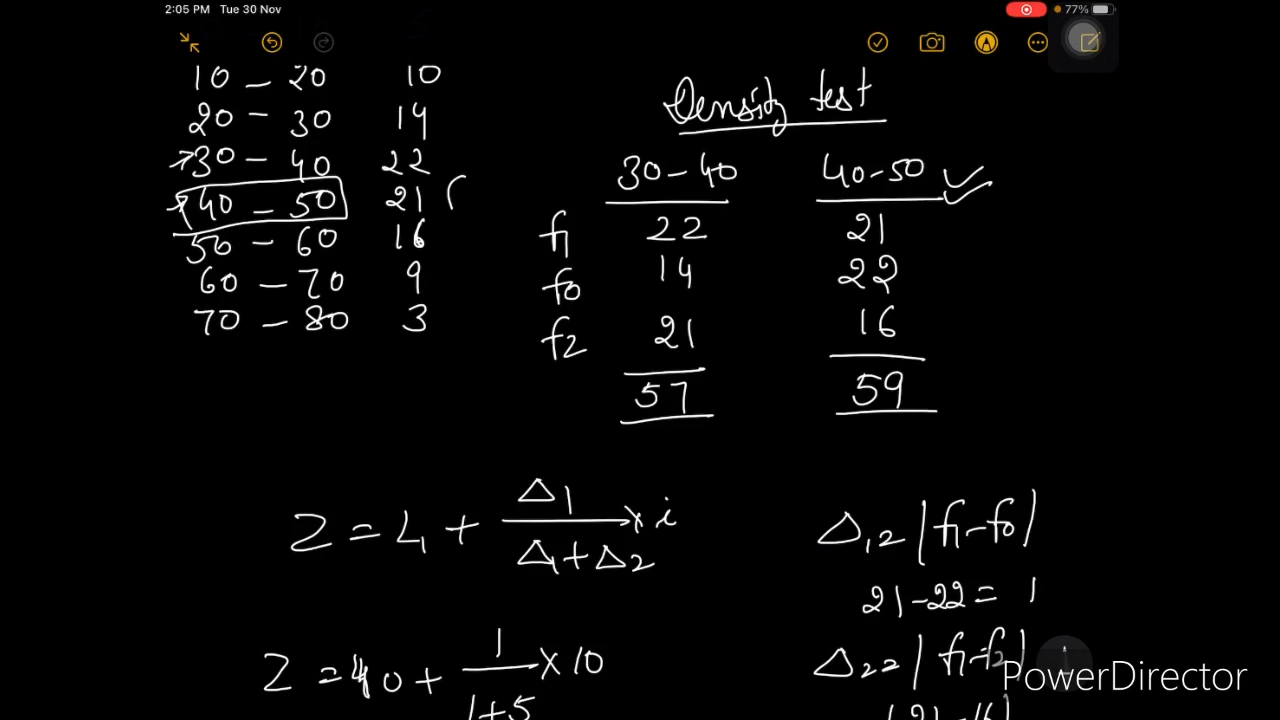 2:05 PM Tue 30 Nov
77%
10 – 20 10
20 – 30 14
30 – 40 22
40 – 50 21
50 – 60 16
60 – 70 9
70 – 80 3
Density test
30 – 40 40-50
f1 22 21
f0 14 22
f2 21 16
57 59
Z = L1 + Δ1 / Δ1 + Δ2 × i
Δ1 = |f1 - f0|
21 - 22 = 1
Z = 40 + 1 / 1+5 × 10
Δ2 = |f1 - f2|
|21 - 16|
PowerDirector